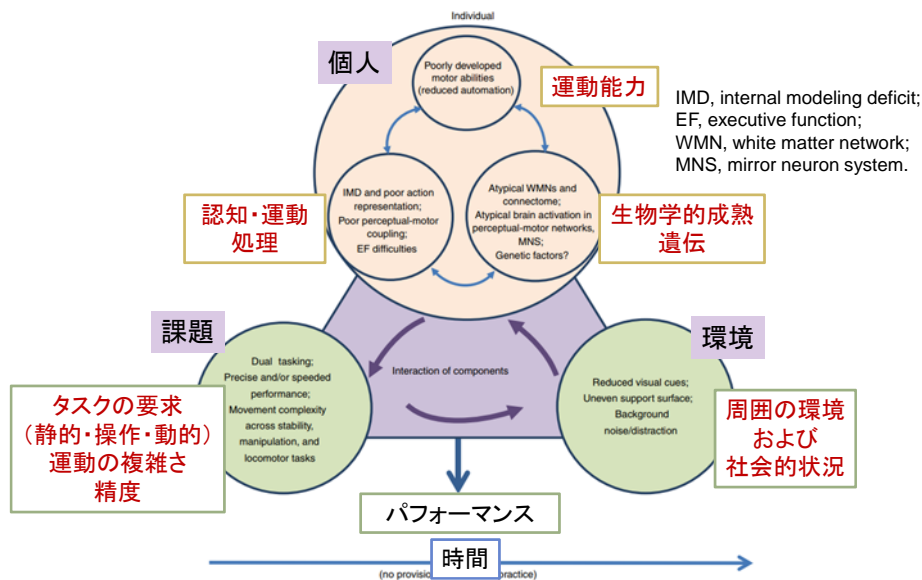 Individual
個人
Poorly developed
motor abilities
(reduced automation)
運動能力
IMD, internal modeling deficit;
EF, executive function;
WMN, white matter network;
MNS, mirror neuron system.
認知・運動
処理
IMD and poor action
representation;
Poor perceptual-motor
coupling;
EF difficulties
Atypical WMNs and
connectome;
Atypical brain activation in
perceptual-motor networks,
MNS;
Genetic factors?
生物学的成熟
遺伝
課題
環境
Dual tasking;
Precise and/or speeded
performance;
Movement complexity
across stability,
manipulation, and
locomotor tasks
Interaction of components
Reduced visual cues;
Uneven support surface;
Background
noise/distraction
タスクの要求
(静的・操作・動的)
運動の複雑さ
精度
周囲の環境
および
社会的状況
パフォーマンス
時間
(no provisi
practice)